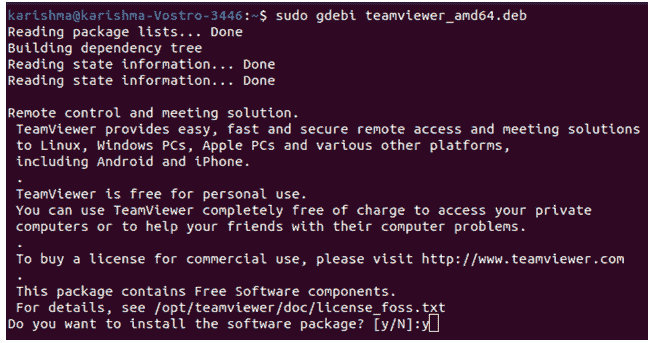 karishma@karishma-Vostro-3446:~$ sudo gdebi teamviewer_amd64.deb
Reading package lists... Done
Building dependency tree
Reading state information... Done
Reading state information... Done
Remote control and meeting solution.
TeamViewer provides easy, fast and secure remote access and meeting solutions
to Linux, Windows PCs, Apple PCs and various other platforms,
including Android and iPhone.
.
TeamViewer is free for personal use.
You can use TeamViewer completely free of charge to access your private
computers or to help your friends with their computer problems.
.
To buy a license for commercial use, please visit http://www.teamviewer.com
.
This package contains Free Software components.
For details, see /opt/teamviewer/doc/license_foss.txt
Do you want to install the software package? [y/N]:y